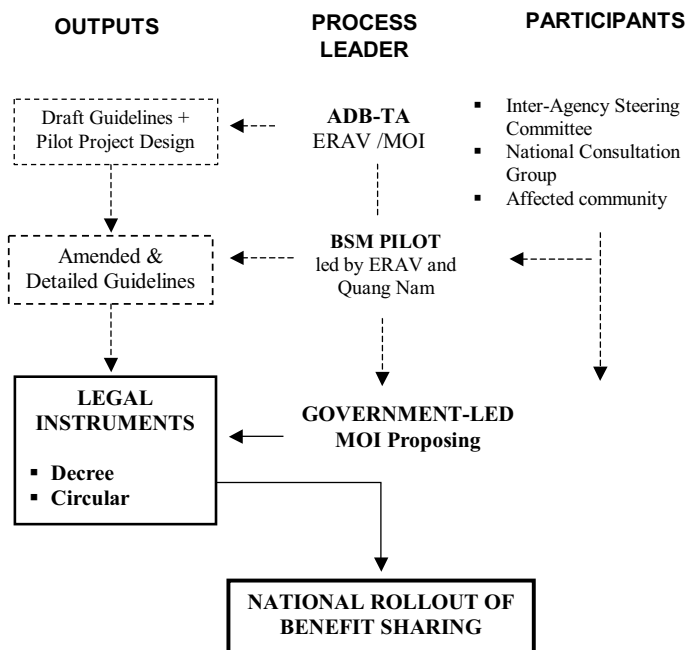 OUTPUTS
PROCESS
LEADER
PARTICIPANTS
Draft Guidelines +
Pilot Project Design
ADB-TA
ERAV /MOI
▪ Inter-Agency Steering
Committee
▪ National Consultation
Group
▪ Affected community
Amended &
Detailed Guidelines
BSM PILOT
led by ERAV and
Quang Nam
LEGAL
INSTRUMENTS
▪ Decree
▪ Circular
GOVERNMENT-LED
MOI Proposing
NATIONAL ROLLOUT OF
BENEFIT SHARING